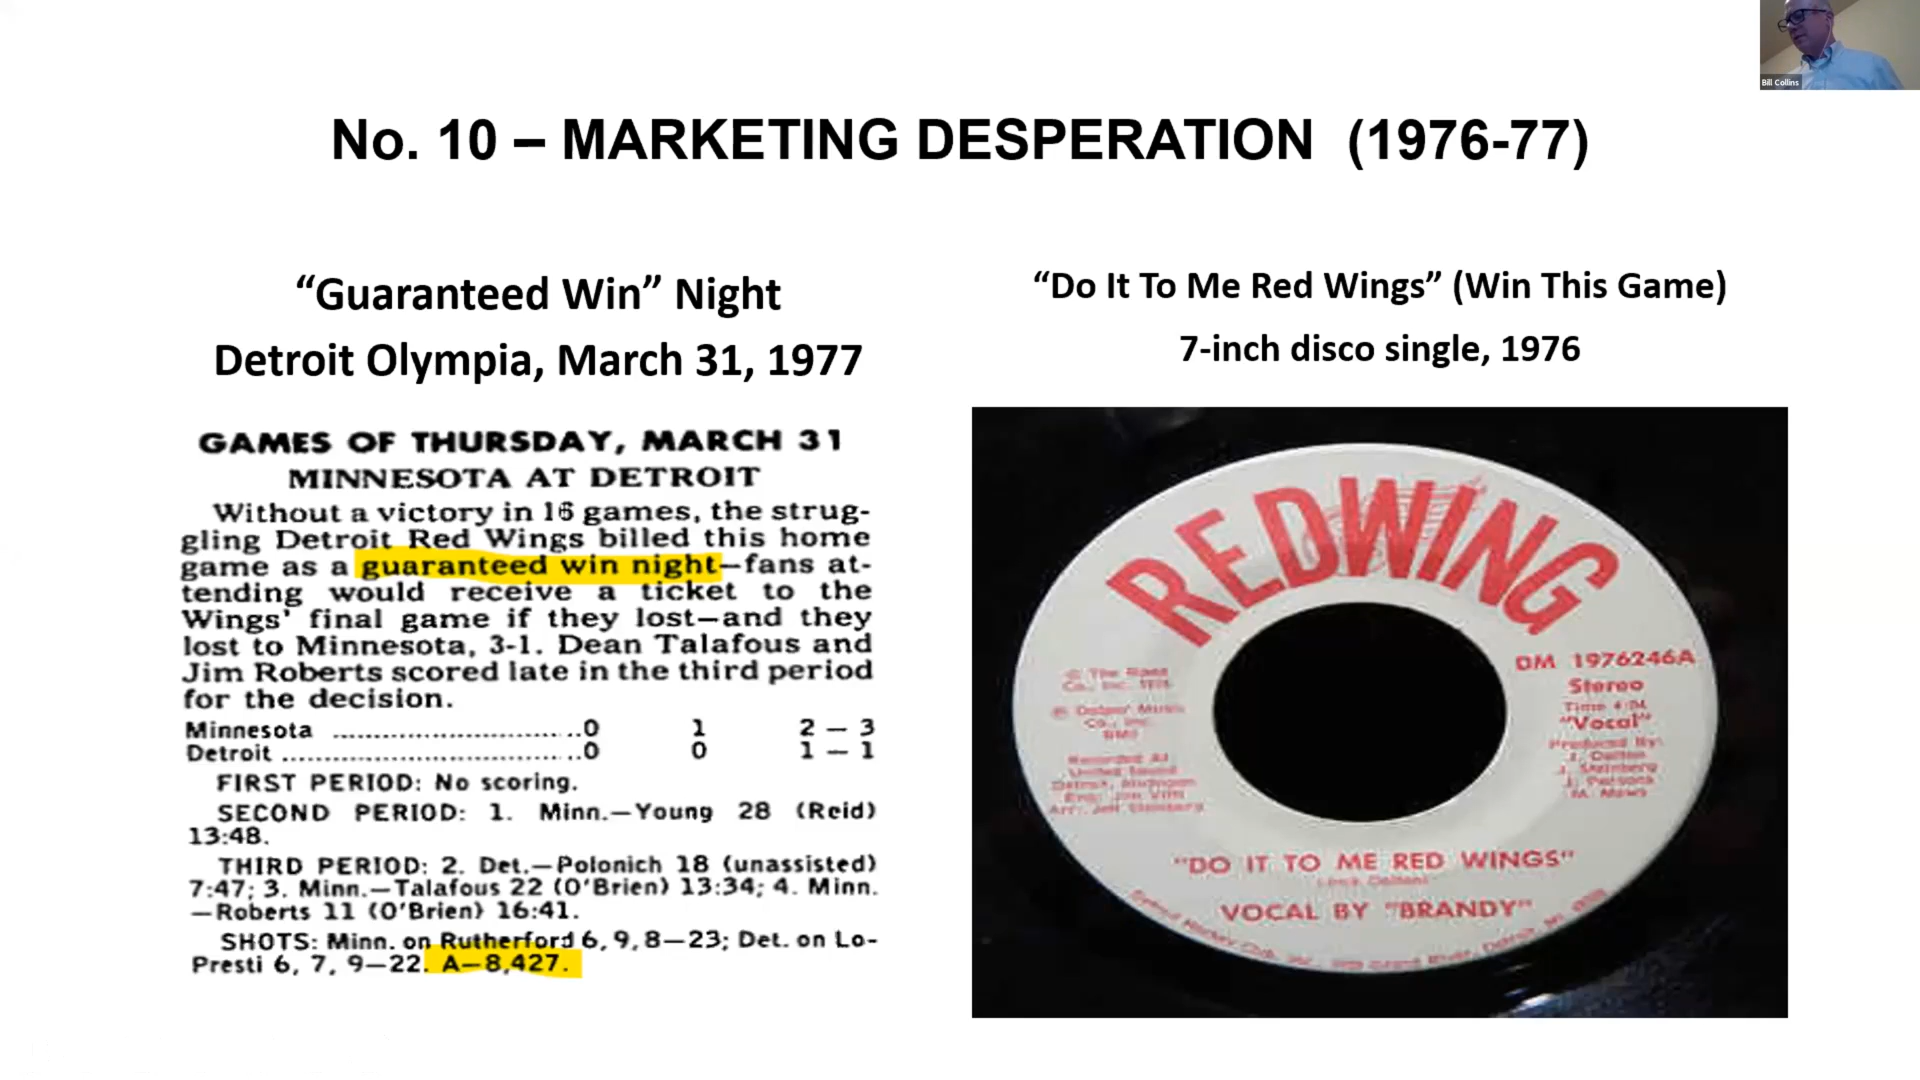 Bill Collins
No. 10 – MARKETING DESPERATION (1976-77)
“Guaranteed Win” Night
Detroit Olympia, March 31, 1977
GAMES OF THURSDAY, MARCH 31
MINNESOTA AT DETROIT
Without a victory in 16 games, the strug-
gling Detroit Red Wings billed this home
game as a guaranteed win night—fans at-
tending would receive a ticket to the
Wings' final game if they lost—and they
lost to Minnesota, 3-1. Dean Talafous and
Jim Roberts scored late in the third period
for the decision.
Minnesota ..............................0 1 2 — 3
Detroit ....................................0 0 1 — 1
FIRST PERIOD: No scoring.
SECOND PERIOD: 1. Minn.—Young 28 (Reid)
13:48.
THIRD PERIOD: 2. Det.—Polonich 18 (unassisted)
7:47; 3. Minn.—Talafous 22 (O'Brien) 13:34; 4. Minn.
—Roberts 11 (O'Brien) 16:41.
SHOTS: Minn. on Rutherford 6, 9, 8—23; Det. on Lo-
Presti 6, 7, 9—22. A—8,427.
“Do It To Me Red Wings” (Win This Game)
7-inch disco single, 1976
REDWING
DM 1976246A
Stereo
"Vocal"
Produced By:
Recorded At
United Sound
Detroit, Michigan
"DO IT TO ME RED WINGS"
VOCAL BY "BRANDY"